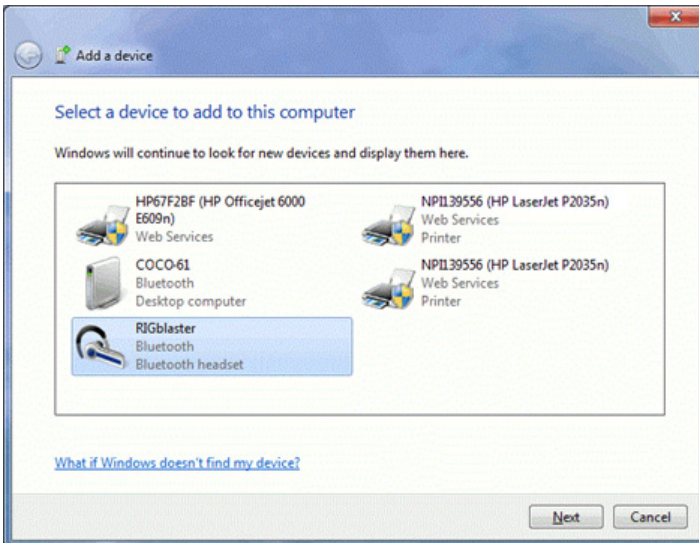 Add a device
Select a device to add to this computer
Windows will continue to look for new devices and display them here.
HP67F2BF (HP Officejet 6000
E609n)
Web Services
NPI139556 (HP LaserJet P2035n)
Web Services
Printer
COCO-61
Bluetooth
Desktop computer
NPI139556 (HP LaserJet P2035n)
Web Services
Printer
RIGblaster
Bluetooth
Bluetooth headset
What if Windows doesn't find my device?
Next
Cancel